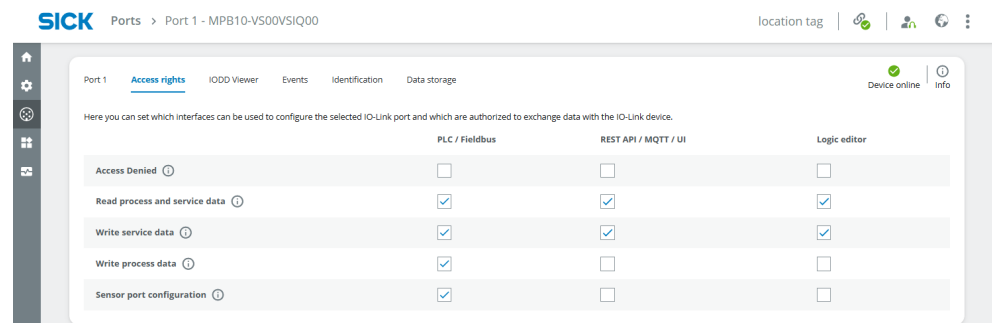 SICK Ports > Port 1 - MPB10-VS00VSIQ00 location tag
Port 1 Access rights IODD Viewer Events Identification Data storage Device online Info
Here you can set which interfaces can be used to configure the selected IO-Link port and which are authorized to exchange data with the IO-Link device.
PLC / Fieldbus REST API / MQTT / UI Logic editor
Access Denied
Read process and service data
Write service data
Write process data
Sensor port configuration